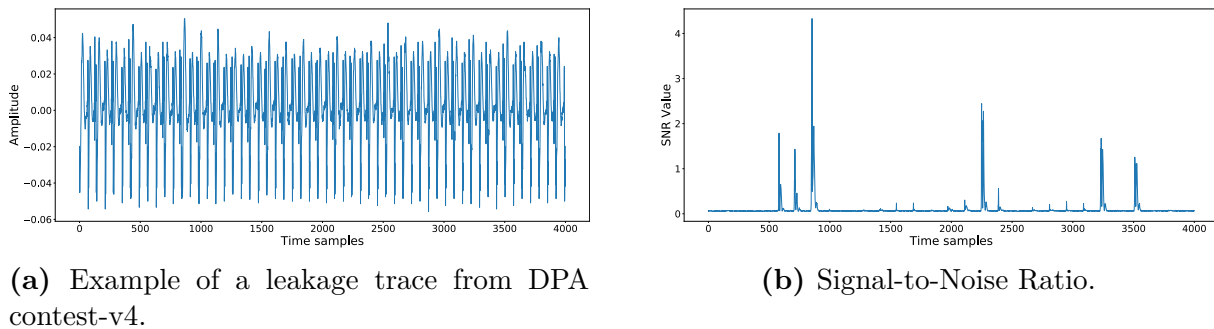 0.04
0.02
0.00
−0.02
−0.04
−0.06
Amplitude
0 500 1000 1500 2000 2500 3000 3500 4000
Time samples
(a) Example of a leakage trace from DPA
contest-v4.
4
3
2
1
0
SNR Value
0 500 1000 1500 2000 2500 3000 3500 4000
Time samples
(b) Signal-to-Noise Ratio.